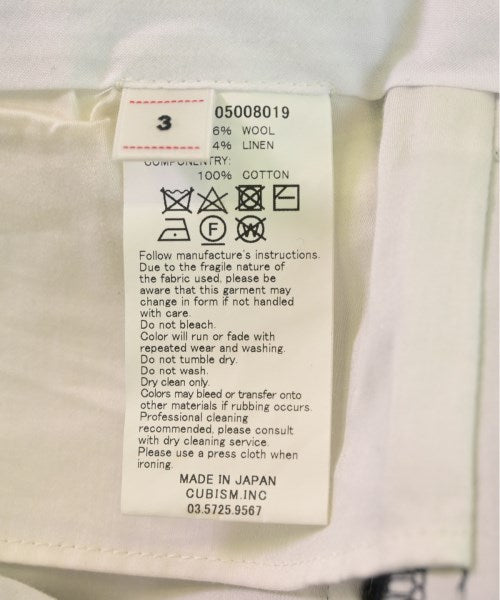 3
05008019
6% WOOL
4% LINEN
COMPONENTRY:
100% COTTON
F
W
Follow manufacture's instructions.
Due to the fragile nature of
the fabric used, please be
aware that this garment may
change in form if not handled
with care.
Do not bleach.
Color will run or fade with
repeated wear and washing.
Do not tumble dry.
Do not wash.
Dry clean only.
Colors may bleed or transfer onto
other materials if rubbing occurs.
Professional cleaning
recommended, please consult
with dry cleaning service.
Please use a press cloth when
ironing.
MADE IN JAPAN
CUBISM.INC
03.5725.9567